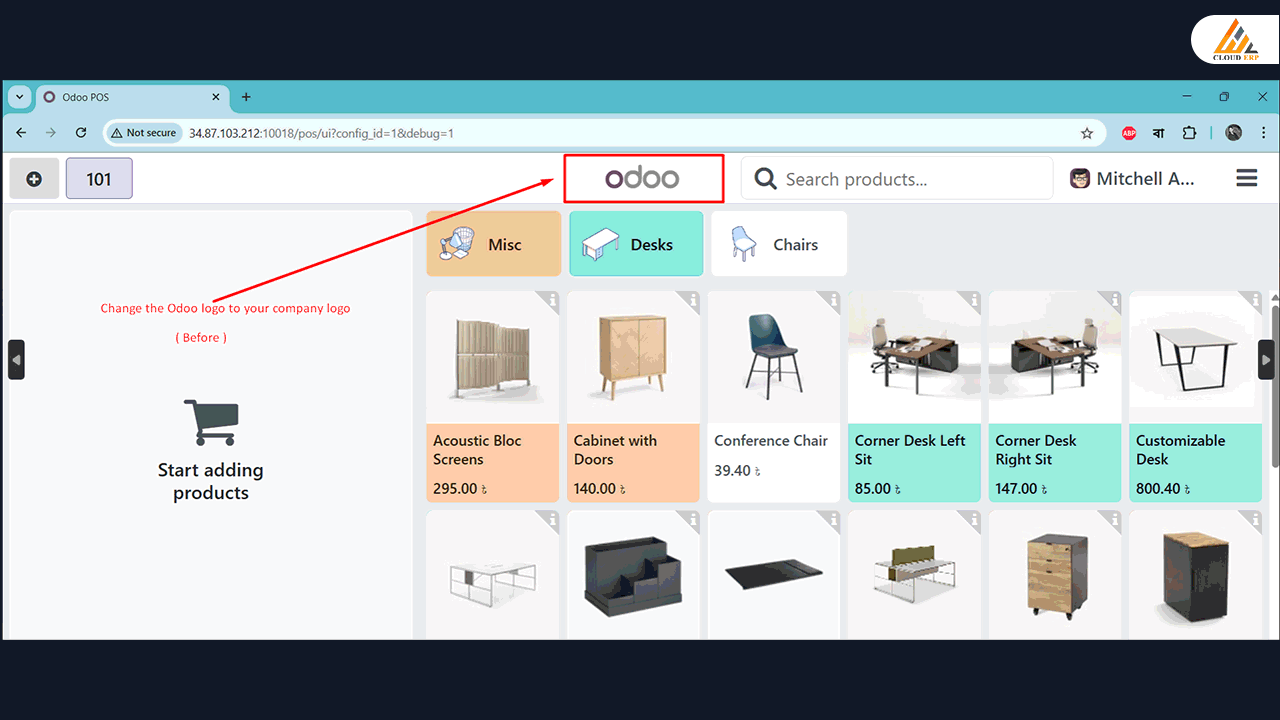 CLOUD ERP
Odoo POS
Not secure
34.87.103.212:10018/pos/ui?config_id=1&debug=1
ABP
বা
101
odoo
Search products...
Mitchell A...
Misc
Desks
Chairs
Change the Odoo logo to your company logo
( Before )
Start adding
products
Acoustic Bloc
Screens
295.00 ৳
Cabinet with
Doors
140.00 ৳
Conference Chair
39.40 ৳
Corner Desk Left
Sit
85.00 ৳
Corner Desk
Right Sit
147.00 ৳
Customizable
Desk
800.40 ৳